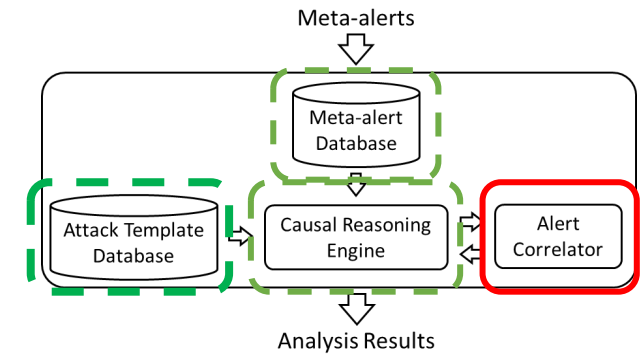 Meta-alerts
Meta-alert
Database
Attack Template
Database
Causal Reasoning
Engine
Alert
Correlator
Analysis Results